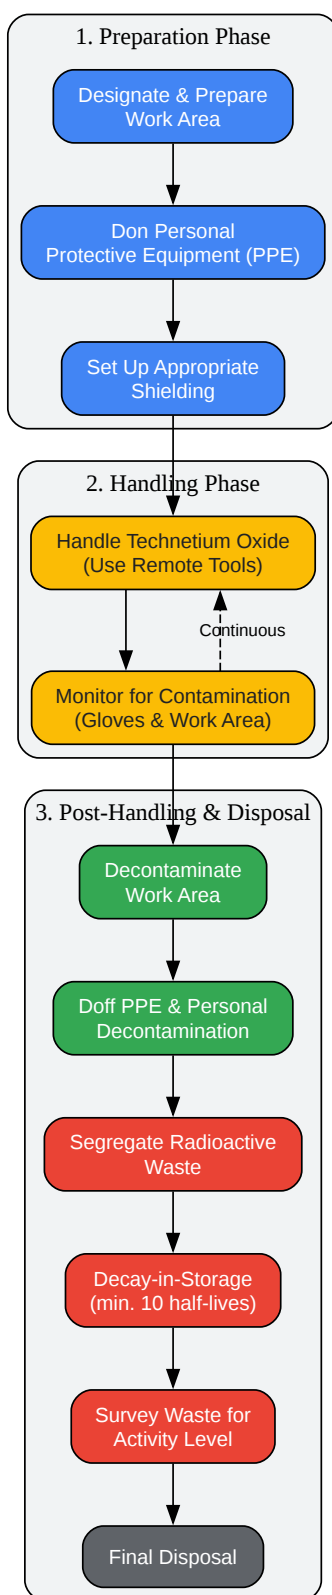 1. Preparation Phase
Designate & Prepare
Work Area
Don Personal
Protective Equipment (PPE)
Set Up Appropriate
Shielding
2. Handling Phase
Handle Technetium Oxide
(Use Remote Tools)
Continuous
Monitor for Contamination
(Gloves & Work Area)
3. Post-Handling & Disposal
Decontaminate
Work Area
Doff PPE & Personal
Decontamination
Segregate Radioactive
Waste
Decay-in-Storage
(min. 10 half-lives)
Survey Waste for
Activity Level
Final Disposal